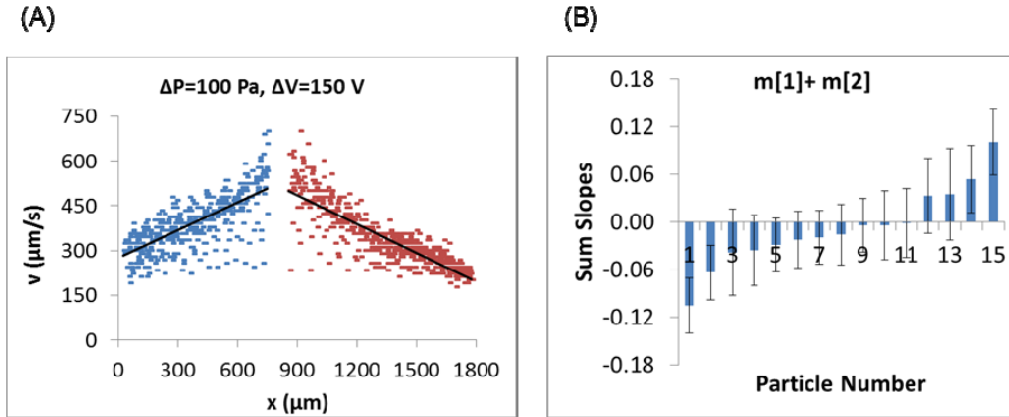 (A)
(B)
ΔP=100 Pa, ΔV=150 V
750
600
450
300
150
0
v (μm/s)
0 300 600 900 1200 1500 1800
x (μm)
m[1]+ m[2]
0.18
0.12
0.06
0.00
-0.06
-0.12
-0.18
Sum Slopes
1 3 5 7 9 11 13 15
Particle Number